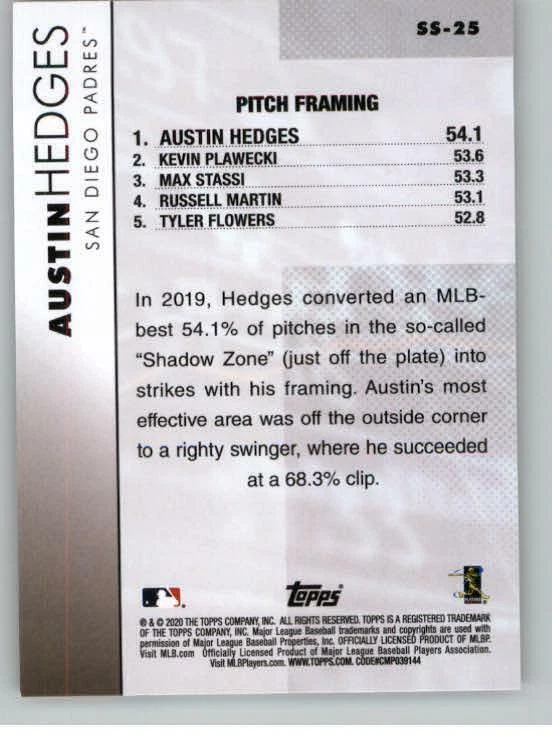 SS-25
AUSTIN HEDGES
SAN DIEGO PADRES™
PITCH FRAMING
1. AUSTIN HEDGES 54.1
2. KEVIN PLAWECKI 53.6
3. MAX STASSI 53.3
4. RUSSELL MARTIN 53.1
5. TYLER FLOWERS 52.8
In 2019, Hedges converted an MLB-
best 54.1% of pitches in the so-called
“Shadow Zone” (just off the plate) into
strikes with his framing. Austin’s most
effective area was off the outside corner
to a righty swinger, where he succeeded
at a 68.3% clip.
Topps®
® & © 2020 THE TOPPS COMPANY, INC. ALL RIGHTS RESERVED. TOPPS IS A REGISTERED TRADEMARK
OF THE TOPPS COMPANY, INC. Major League Baseball trademarks and copyrights are used with
permission of Major League Baseball Properties, Inc. OFFICIALLY LICENSED PRODUCT OF MLBP.
Visit MLB.com Officially Licensed Product of Major League Baseball Players Association.
Visit MLBPlayers.com. WWW.TOPPS.COM. CODE#CMP039144